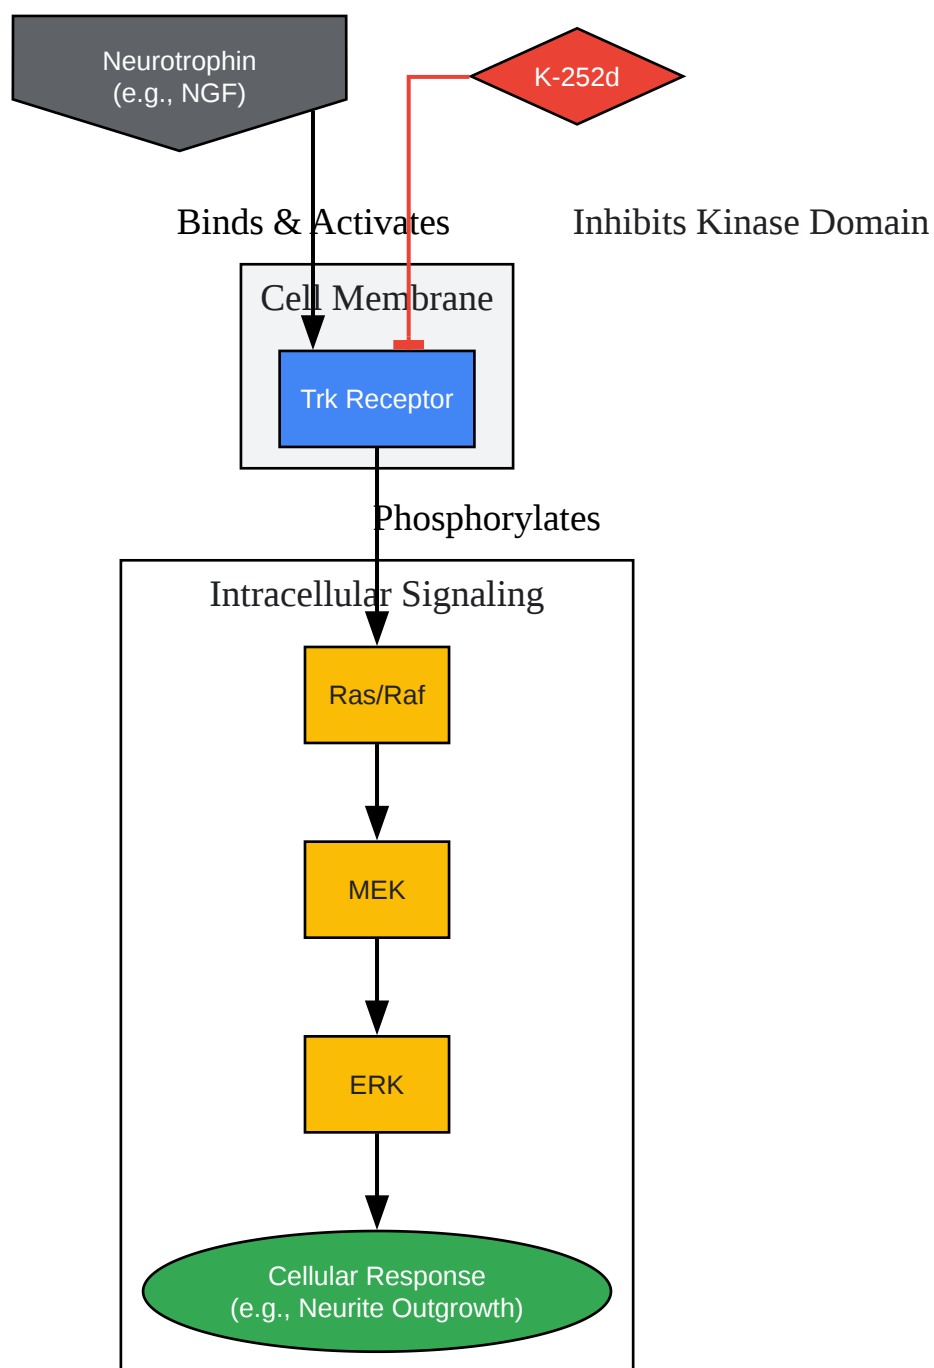 Neurotrophin
(e.g., NGF)
K-252d
Binds & Activates
Inhibits Kinase Domain
Cell Membrane
Trk Receptor
Phosphorylates
Intracellular Signaling
Ras/Raf
MEK
ERK
Cellular Response
(e.g., Neurite Outgrowth)